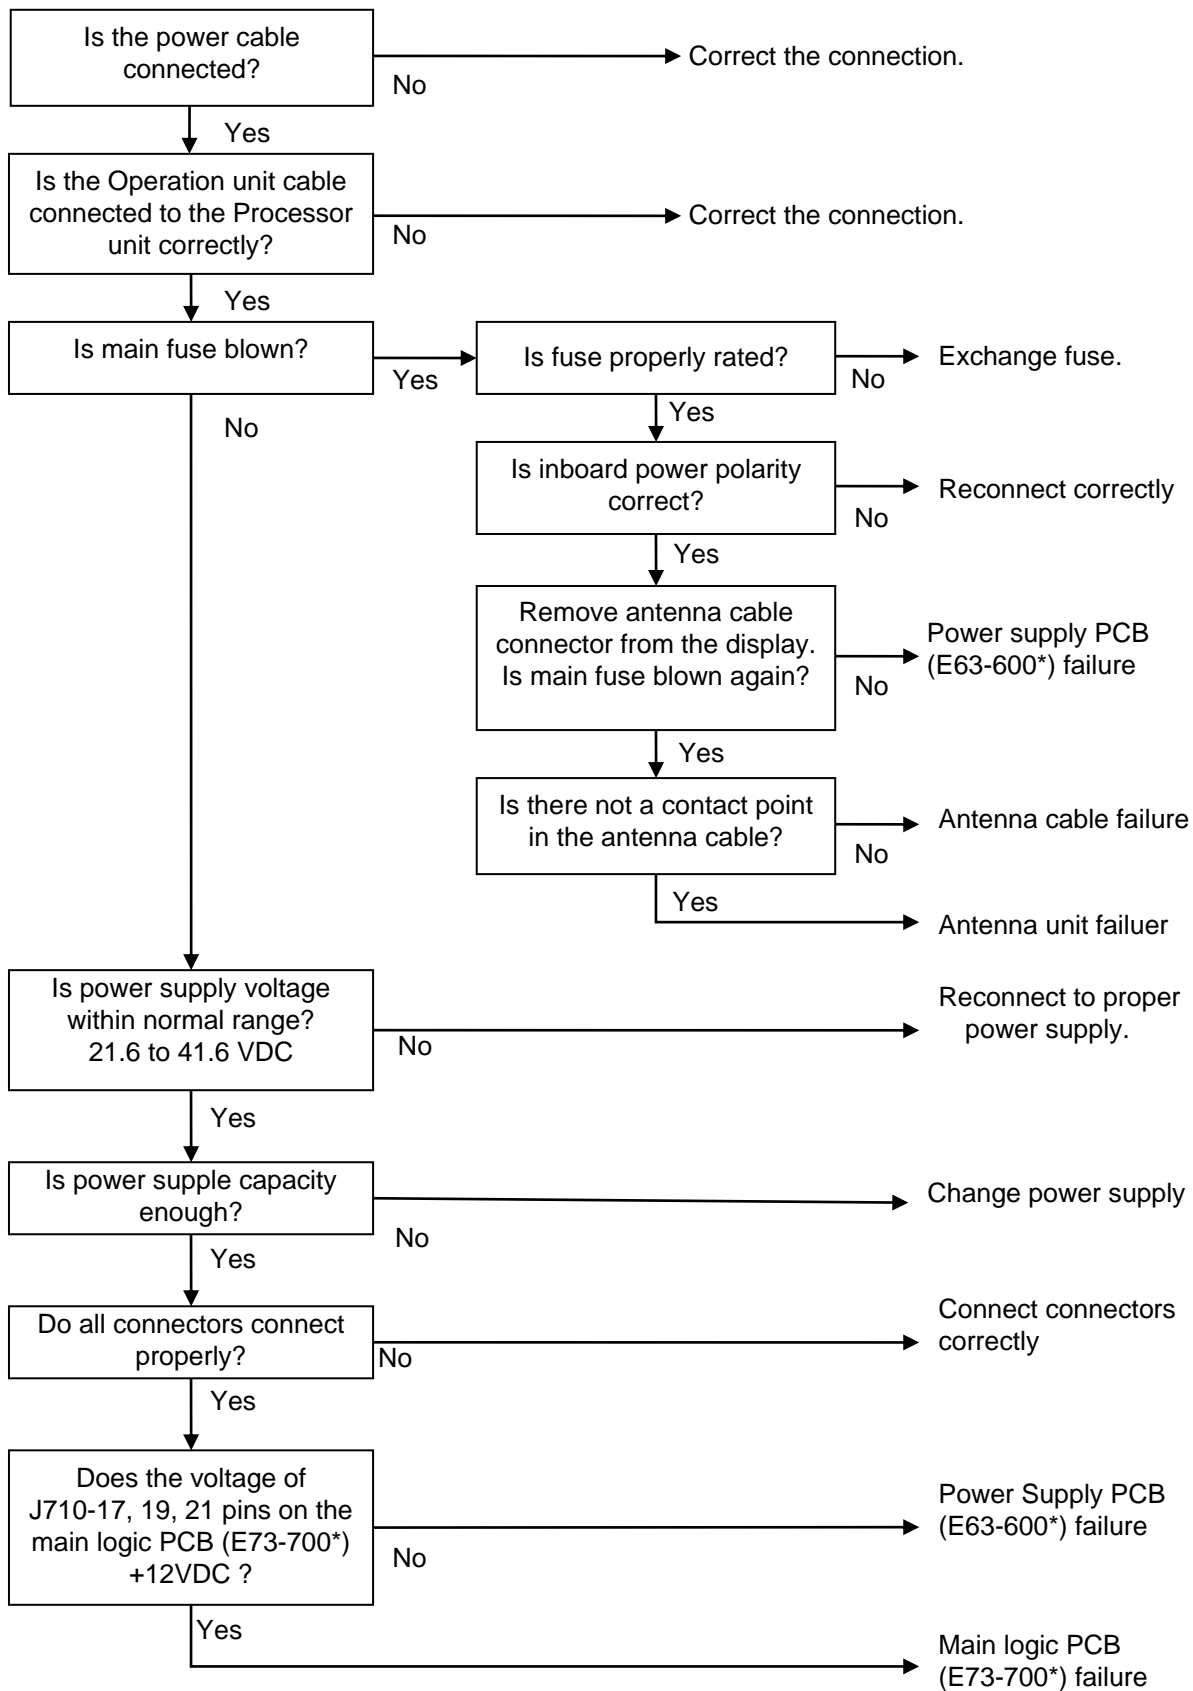 Is the power cable
connected?
No
Correct the connection.
Yes
Is the Operation unit cable
connected to the Processor
unit correctly?
No
Correct the connection.
Yes
Is main fuse blown?
Yes
Is fuse properly rated?
No
Exchange fuse.
No
Yes
Is inboard power polarity
correct?
No
Reconnect correctly
Yes
Remove antenna cable
connector from the display.
Is main fuse blown again?
No
Power supply PCB
(E63-600*) failure
Yes
Is there not a contact point
in the antenna cable?
No
Antenna cable failure
Yes
Antenna unit failuer
Is power supply voltage
within normal range?
21.6 to 41.6 VDC
No
Reconnect to proper
power supply.
Yes
Is power supple capacity
enough?
No
Change power supply
Yes
Do all connectors connect
properly?
No
Connect connectors
correctly
Yes
Does the voltage of
J710-17, 19, 21 pins on the
main logic PCB (E73-700*)
+12VDC ?
No
Power Supply PCB
(E63-600*) failure
Yes
Main logic PCB
(E73-700*) failure